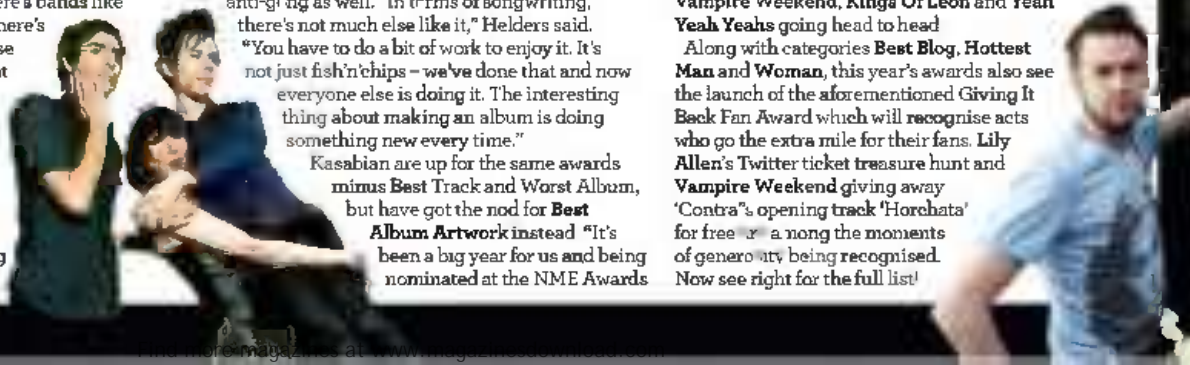 ere's bands like
here's
se
at
g
anti-g ng as well. "In terms of songwriting,
there's not much else like it," Helders said.
"You have to do a bit of work to enjoy it. It's
not just fish'n'chips – we've done that and now
everyone else is doing it. The interesting
thing about making an album is doing
something new every time."
Kasabian are up for the same awards
minus Best Track and Worst Album,
but have got the nod for Best
Album Artwork instead "It's
been a big year for us and being
nominated at the NME Awards
Vampire Weekend, Kings Of Leon and Yeah
Yeah Yeahs going head to head
Along with categories Best Blog, Hottest
Man and Woman, this year's awards also see
the launch of the aforementioned Giving It
Back Fan Award which will recognise acts
who go the extra mile for their fans. Lily
Allen's Twitter ticket treasure hunt and
Vampire Weekend giving away
'Contra''s opening track 'Horchata'
for free among the moments
of generosity being recognised.
Now see right for the full list!
Find more magazines at www.magazinesdownload.com